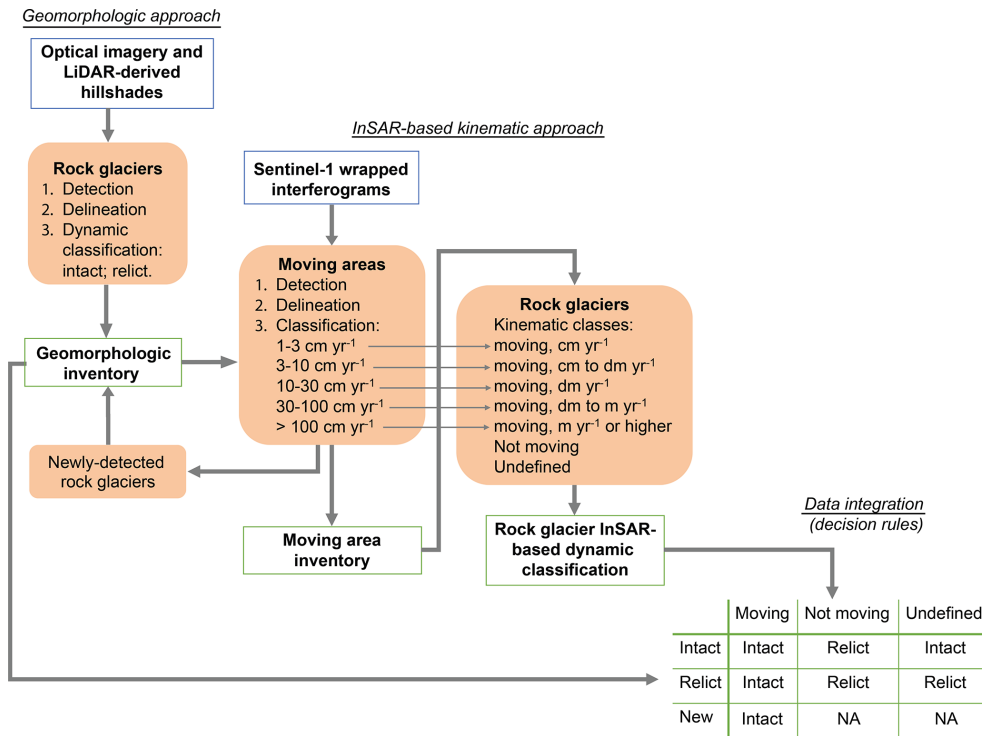 Geomorphologic approach
Optical imagery and
LiDAR-derived
hillshades
Rock glaciers
1. Detection
2. Delineation
3. Dynamic
classification:
intact; relict.
Geomorphologic
inventory
Newly-detected
rock glaciers
InSAR-based kinematic approach
Sentinel-1 wrapped
interferograms
Moving areas
1. Detection
2. Delineation
3. Classification:
1-3 cm yr⁻¹
3-10 cm yr⁻¹
10-30 cm yr⁻¹
30-100 cm yr⁻¹
> 100 cm yr⁻¹
Moving area
inventory
Rock glaciers
Kinematic classes:
moving, cm yr⁻¹
moving, cm to dm yr⁻¹
moving, dm yr⁻¹
moving, dm to m yr⁻¹
moving, m yr⁻¹ or higher
Not moving
Undefined
Rock glacier InSAR-
based dynamic
classification
Data integration
(decision rules)
Moving Not moving Undefined
Intact Intact Relict Intact
Relict Intact Relict Relict
New Intact NA NA